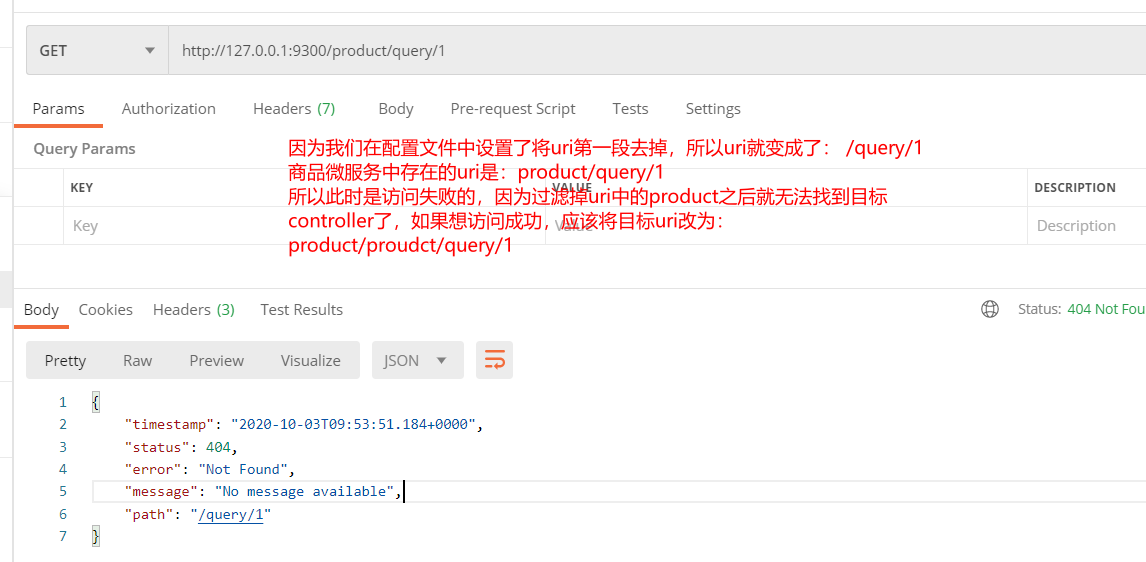 GET
http://127.0.0.1:9300/product/query/1
Params Authorization Headers (7) Body Pre-request Script Tests Settings
Query Params
因为我们在配置文件中设置了将uri第一段去掉，所以uri就变成了： /query/1
商品微服务中存在的uri是：product/query/1
KEY VALUE DESCRIPTION
所以此时是访问失败的，因为过滤掉uri中的product之后就无法找到目标
controller了，如果想访问成功，应该将目标uri改为：
Key Value Description
product/proudct/query/1
Body Cookies Headers (3) Test Results Status: 404 Not Fou
Pretty Raw Preview Visualize JSON
1 {
2 "timestamp": "2020-10-03T09:53:51.184+0000",
3 "status": 404,
4 "error": "Not Found",
5 "message": "No message available",
6 "path": "/query/1"
7 }